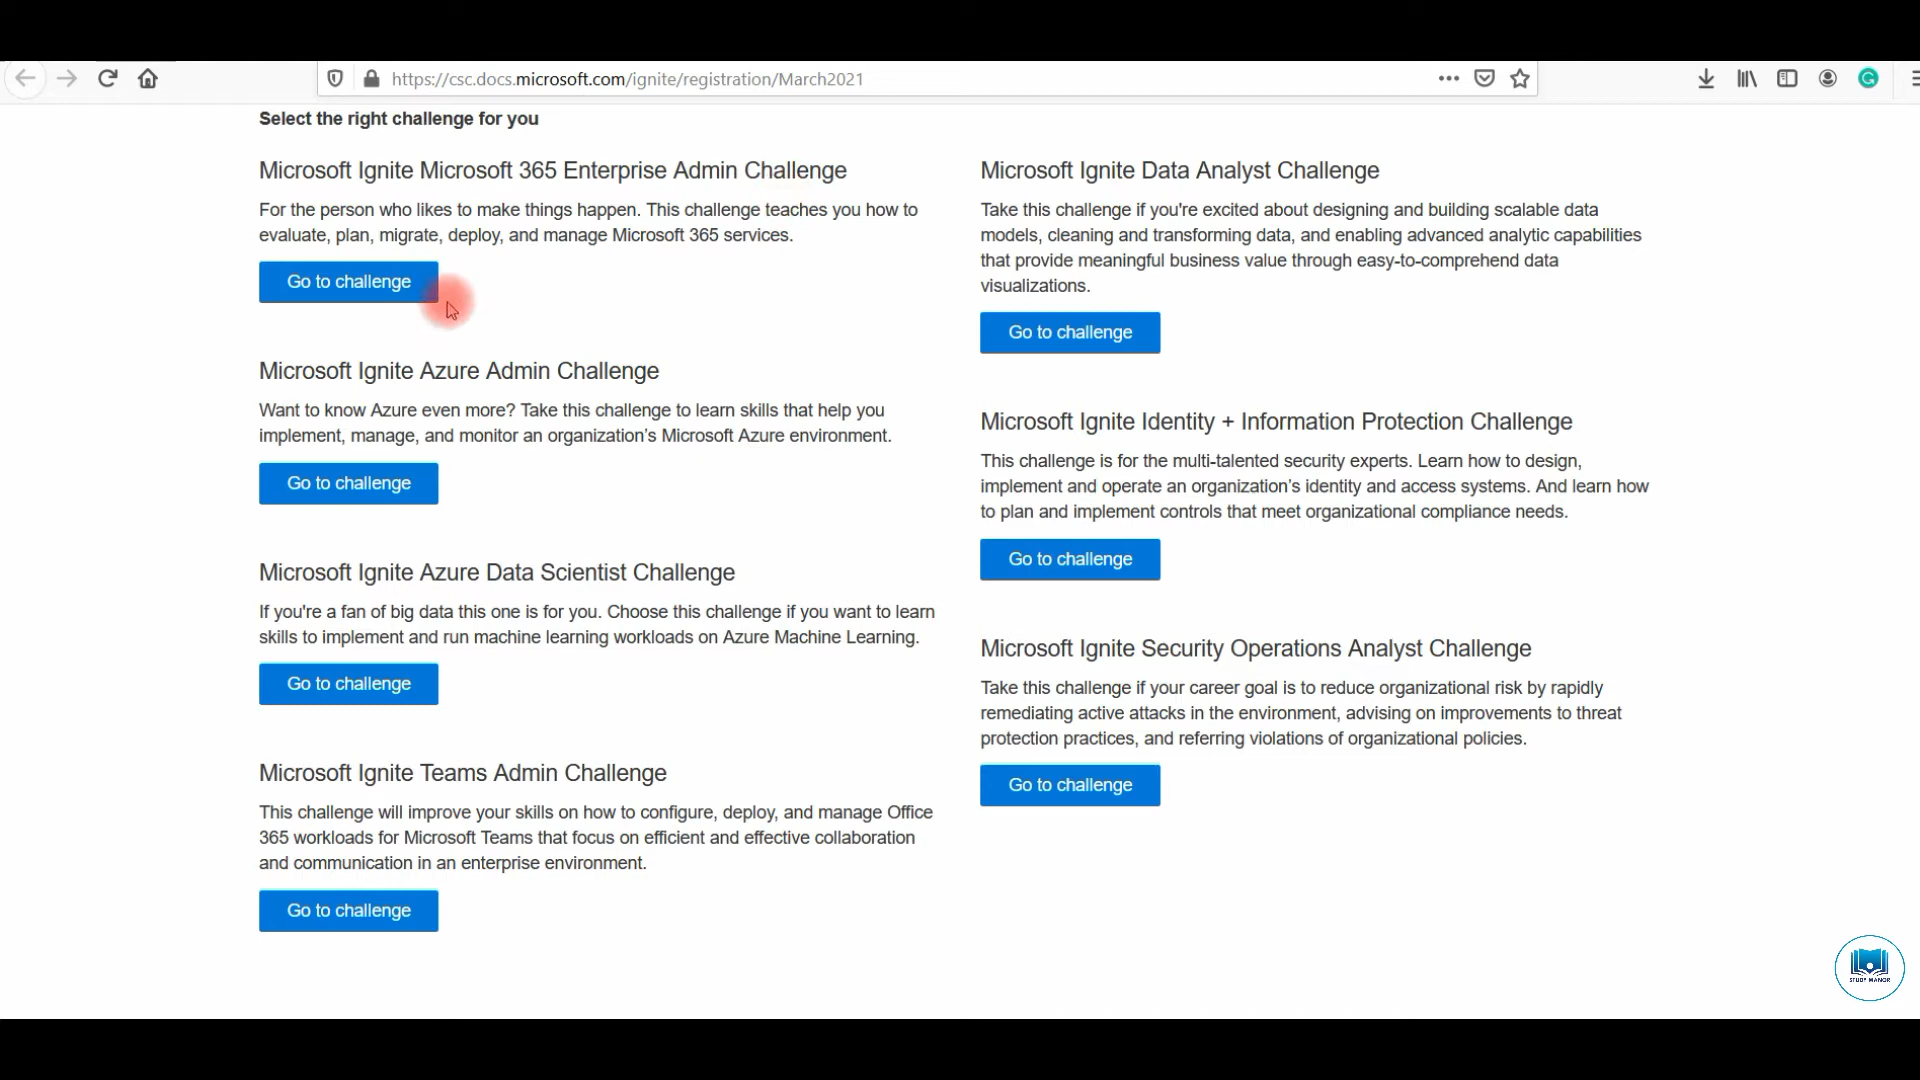 https://csc.docs.microsoft.com/ignite/registration/March2021
Select the right challenge for you
Microsoft Ignite Microsoft 365 Enterprise Admin Challenge
For the person who likes to make things happen. This challenge teaches you how to
evaluate, plan, migrate, deploy, and manage Microsoft 365 services.
Go to challenge
Microsoft Ignite Azure Admin Challenge
Want to know Azure even more? Take this challenge to learn skills that help you
implement, manage, and monitor an organization’s Microsoft Azure environment.
Go to challenge
Microsoft Ignite Azure Data Scientist Challenge
If you're a fan of big data this one is for you. Choose this challenge if you want to learn
skills to implement and run machine learning workloads on Azure Machine Learning.
Go to challenge
Microsoft Ignite Teams Admin Challenge
This challenge will improve your skills on how to configure, deploy, and manage Office
365 workloads for Microsoft Teams that focus on efficient and effective collaboration
and communication in an enterprise environment.
Go to challenge
Microsoft Ignite Data Analyst Challenge
Take this challenge if you're excited about designing and building scalable data
models, cleaning and transforming data, and enabling advanced analytic capabilities
that provide meaningful business value through easy-to-comprehend data
visualizations.
Go to challenge
Microsoft Ignite Identity + Information Protection Challenge
This challenge is for the multi-talented security experts. Learn how to design,
implement and operate an organization’s identity and access systems. And learn how
to plan and implement controls that meet organizational compliance needs.
Go to challenge
Microsoft Ignite Security Operations Analyst Challenge
Take this challenge if your career goal is to reduce organizational risk by rapidly
remediating active attacks in the environment, advising on improvements to threat
protection practices, and referring violations of organizational policies.
Go to challenge
STUDY MANOR